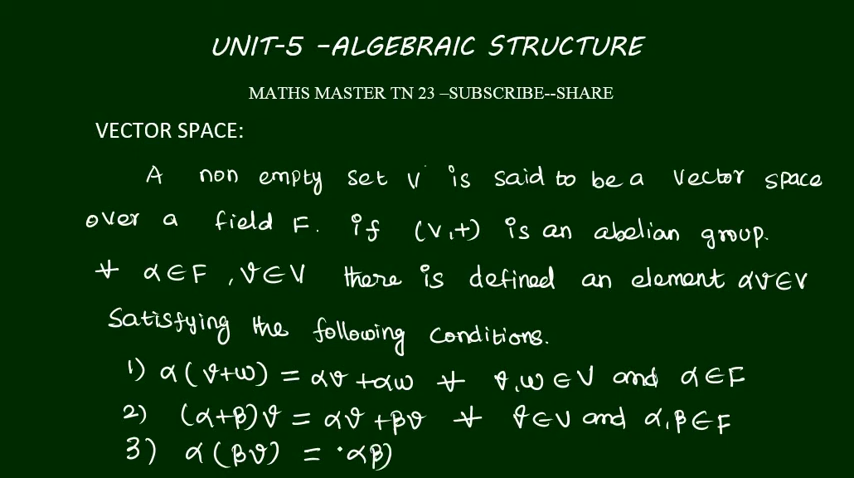 UNIT-5 –ALGEBRAIC STRUCTURE
MATHS MASTER TN 23 –SUBSCRIBE--SHARE
VECTOR SPACE:
A non empty set V is said to be a vector space
over a field F. if (V,+) is an abelian group.
∀ α∈F, ϑ∈V there is defined an element αϑ∈V
Satisfying the following conditions.
1) α(ϑ+ω) = αϑ+αω ∀ ϑ,ω∈V and α∈F
2) (α+β)ϑ = αϑ+βϑ ∀ ϑ∈V and α,β∈F
3) α(βϑ) = αβ)